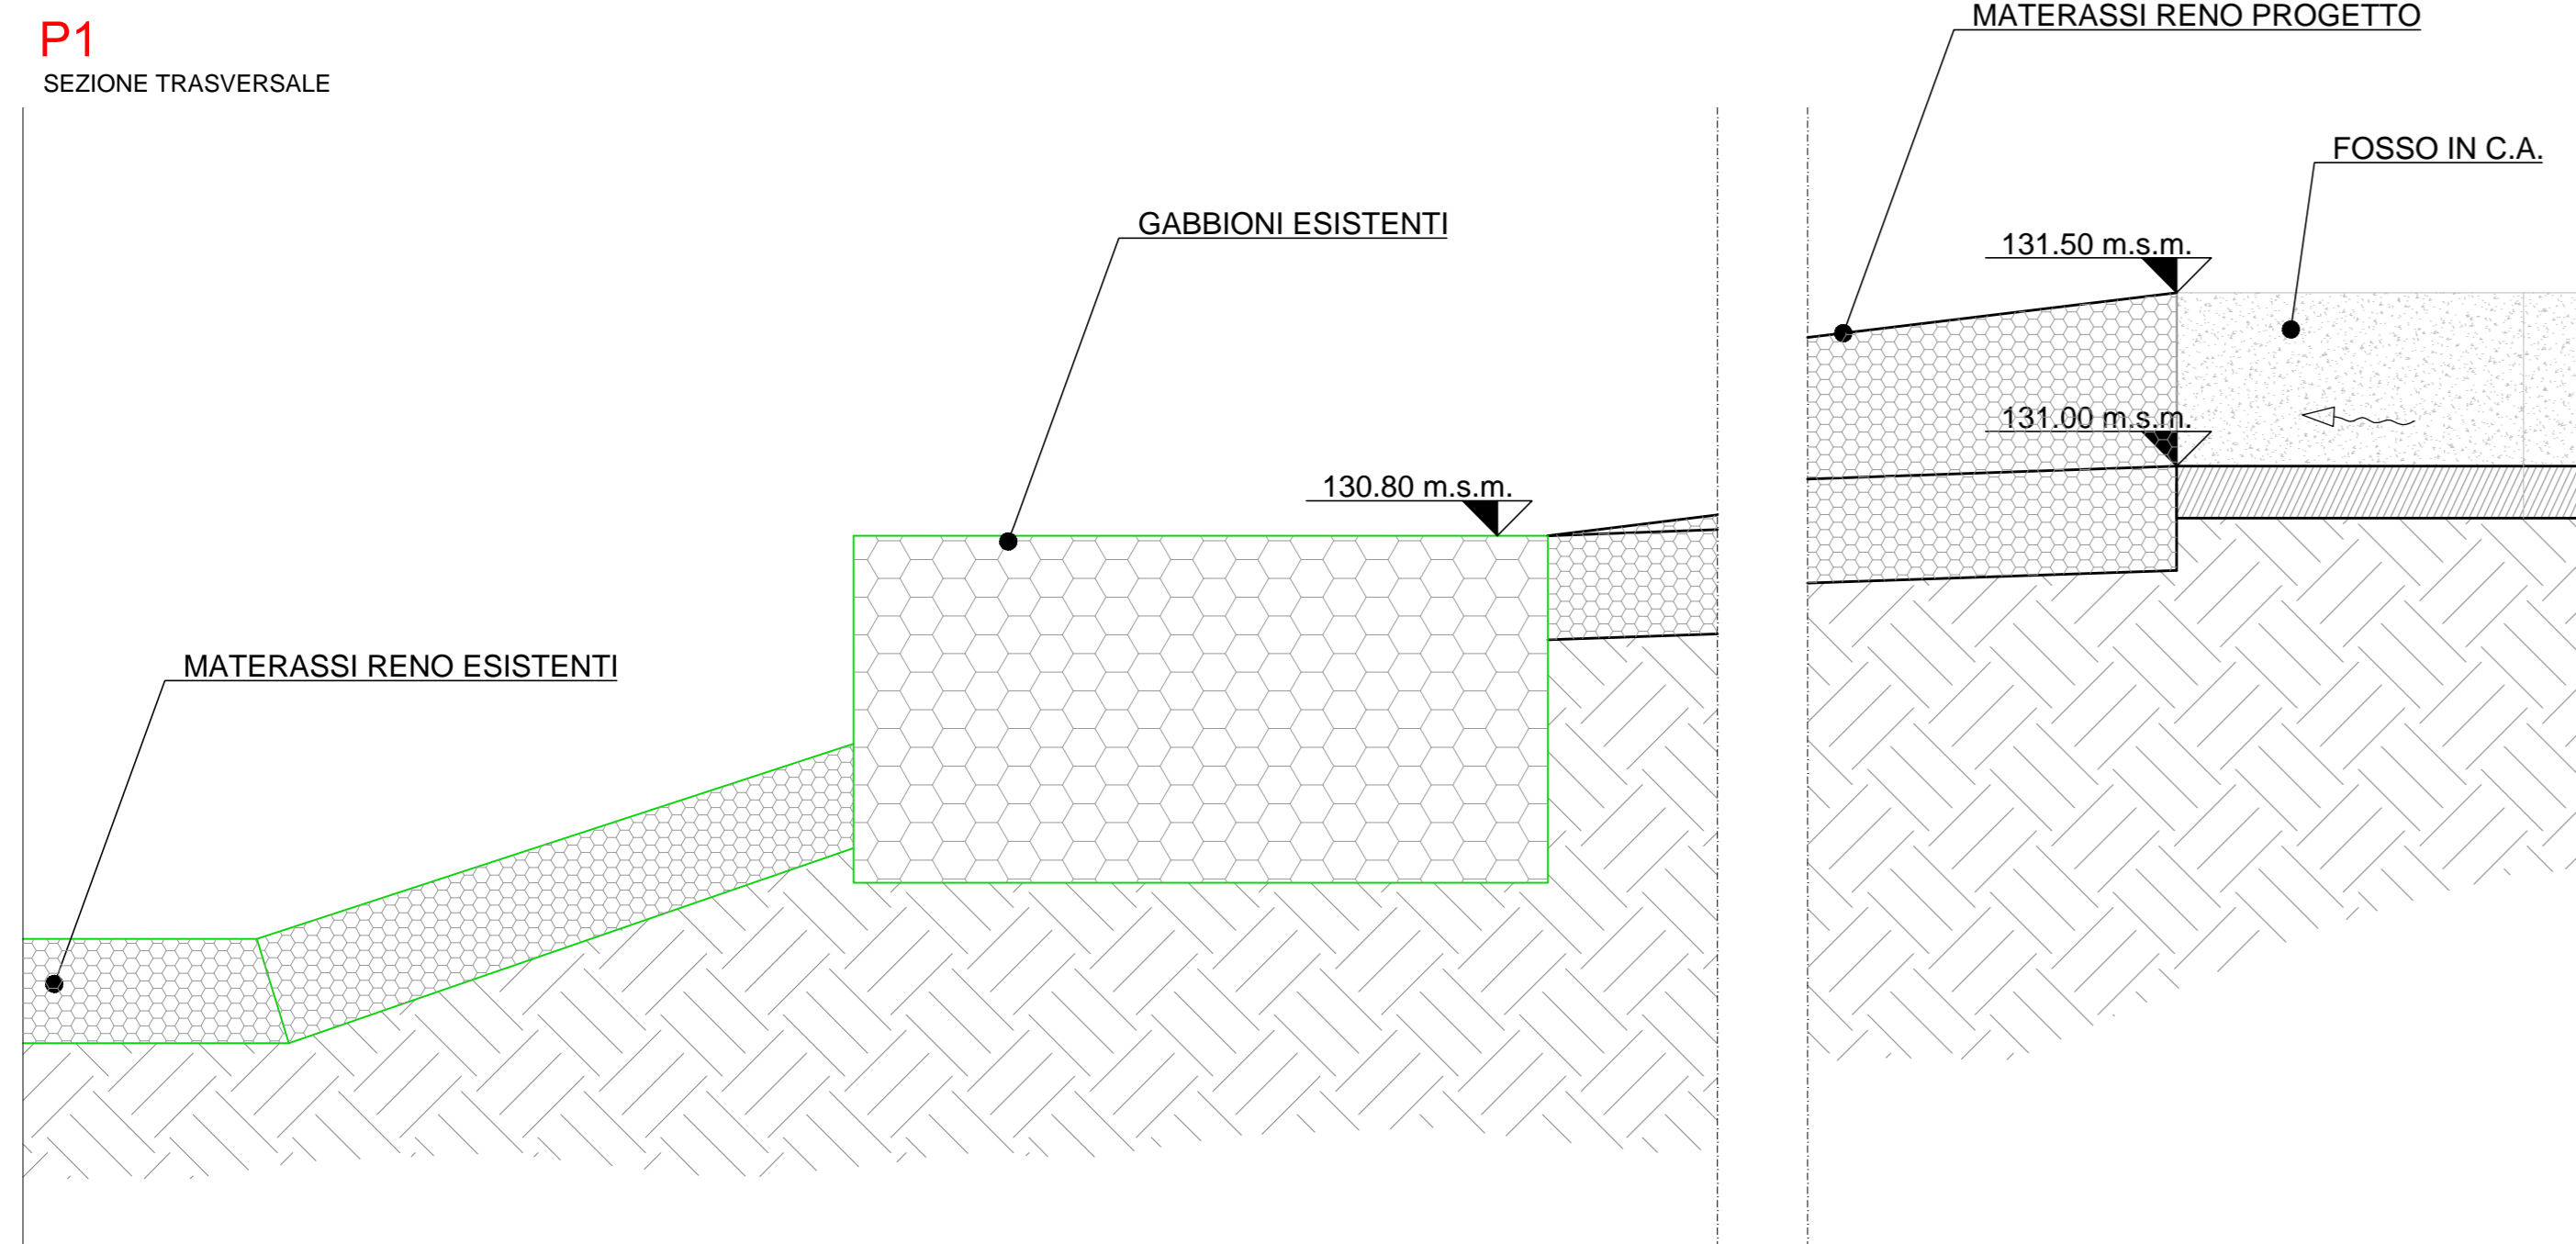 P1
SEZIONE TRASVERSALE
MATERASSI RENO PROGETTO
FOSSO IN C.A.
GABBIONI ESISTENTI
131.50 m.s.m.
131.00 m.s.m.
130.80 m.s.m.
MATERASSI RENO ESISTENTI